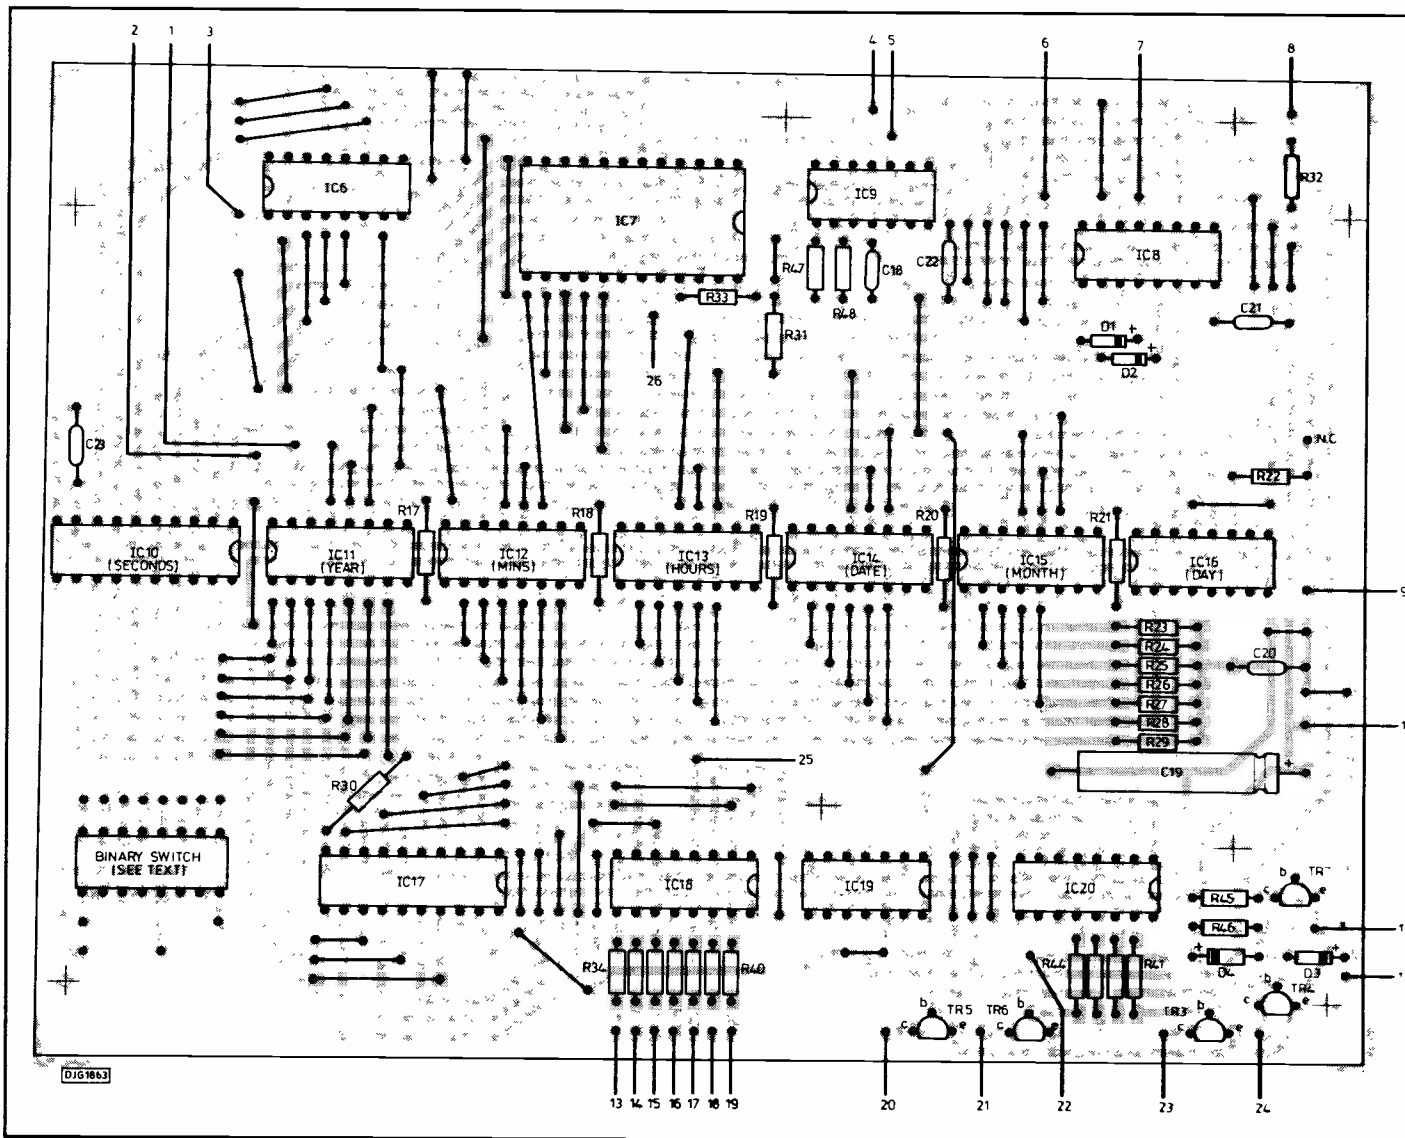 2 1 3 4 5 6 7 8
IC6
IC7
IC9
R32
IC8
R47
R48
C18
C22
R33
R31
C21
D1 +
D2 +
26
C23
N.C.
R22
R17
R18
R19
R20
R21
IC10
(SECONDS)
IC11
(YEAR)
IC12
(MINS)
IC13
(HOURS)
IC14
(DATE)
IC15
(MONTH)
IC16
(DAY)
9
R23
R24
R25
R26
R27
R28
R29
C20
C19 +
25
R30
BINARY SWITCH
(SEE TEXT)
IC17
IC18
IC19
IC20
b
c e
R45
R46
+ D4
D3 +
R34
R40
R44
R41
b
c e
TR4
b
c e
TR5
b
c e
TR6
b
c e
TR3
DJG1863
13 14 15 16 17 18 19 20 21 22 23 24